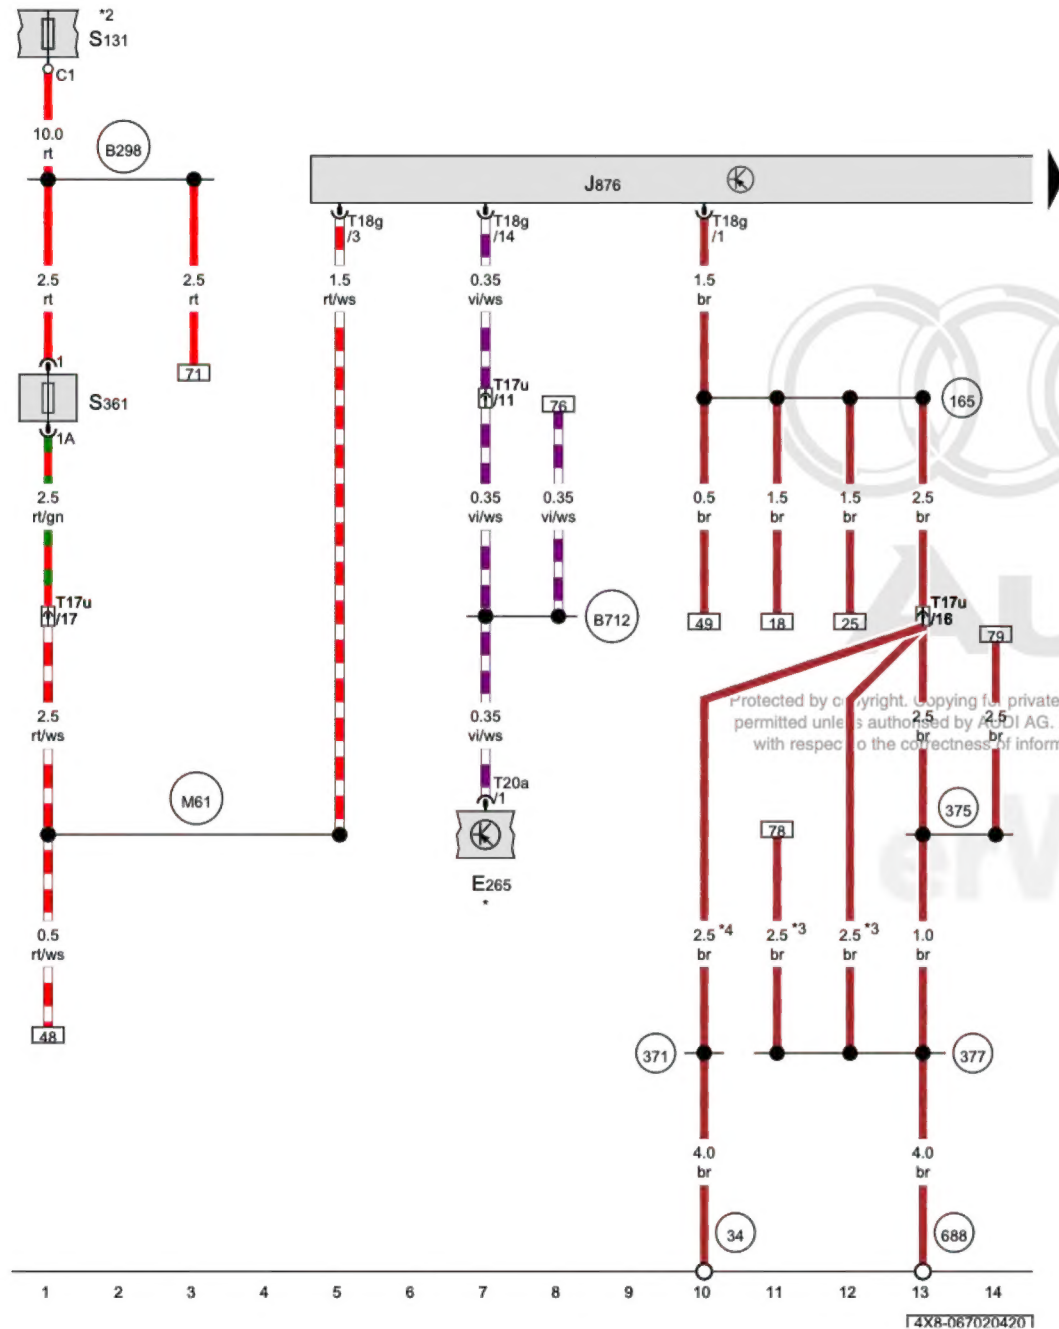 *2
S131
C1
10.0
rt
B298
J876
T18g
/3
T18g
/14
T18g
/1
2.5
rt
2.5
rt
1.5
rt/ws
0.35
vi/ws
1.5
br
1
71
S361
T17u
/11
76
165
1A
2.5
rt/gn
0.35
vi/ws
0.35
vi/ws
0.5
br
1.5
br
1.5
br
2.5
br
T17u
/17
B712
49
18
25
T17u
/16
79
Protected by copyright. Copying for private
permitted unless authorised by AUDI AG.
with respect to the correctness of inform
2.5
rt/ws
0.35
vi/ws
2.5
br
2.5
br
M61
T20a
/1
375
78
E265
*
0.5
rt/ws
2.5 *4
br
2.5 *3
br
2.5 *3
br
1.0
br
48
371
377
4.0
br
4.0
br
34
688
1 2 3 4 5 6 7 8 9 10 11 12 13 14
4X8-067020420